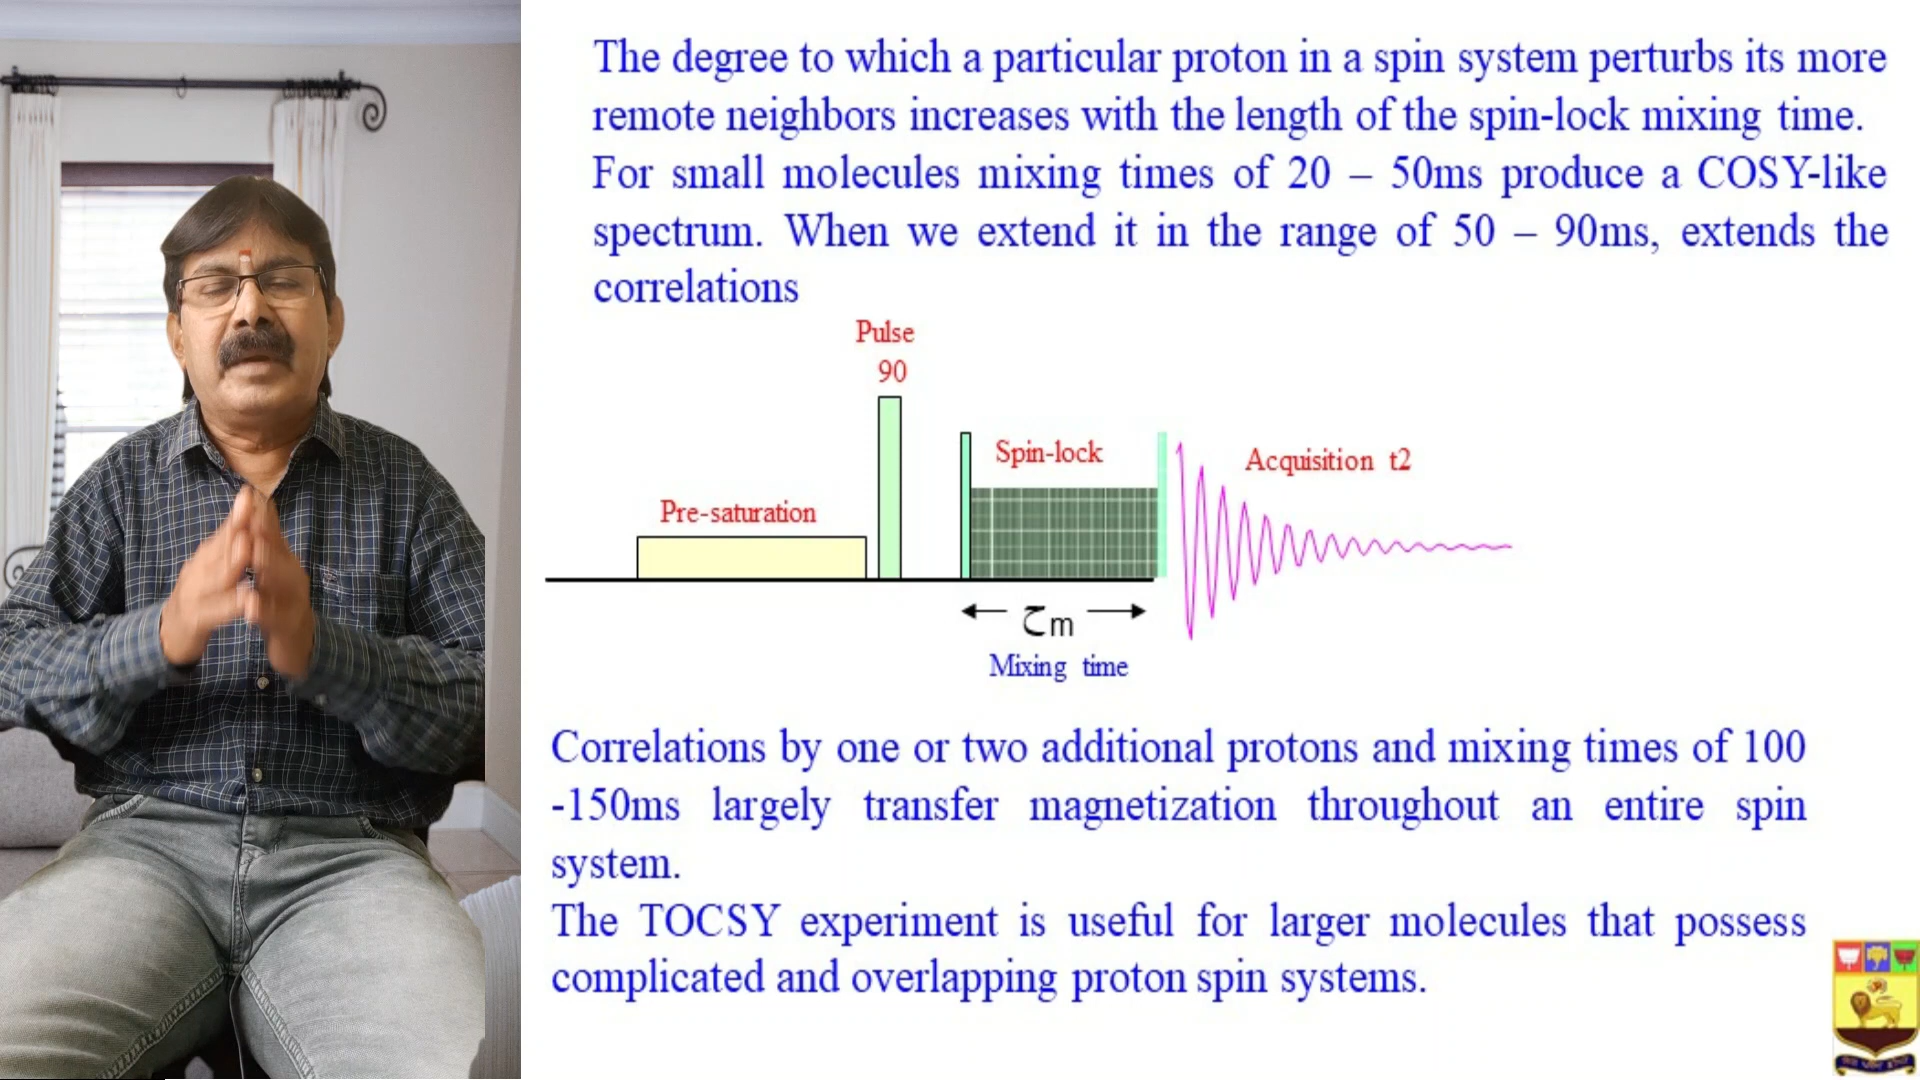 The degree to which a particular proton in a spin system perturbs its more
remote neighbors increases with the length of the spin-lock mixing time.
For small molecules mixing times of 20 – 50ms produce a COSY-like
spectrum. When we extend it in the range of 50 – 90ms, extends the
correlations
Pulse
90
Spin-lock
Acquisition t2
Pre-saturation
τm
Mixing time
Correlations by one or two additional protons and mixing times of 100
-150ms largely transfer magnetization throughout an entire spin
system.
The TOCSY experiment is useful for larger molecules that possess
complicated and overlapping proton spin systems.